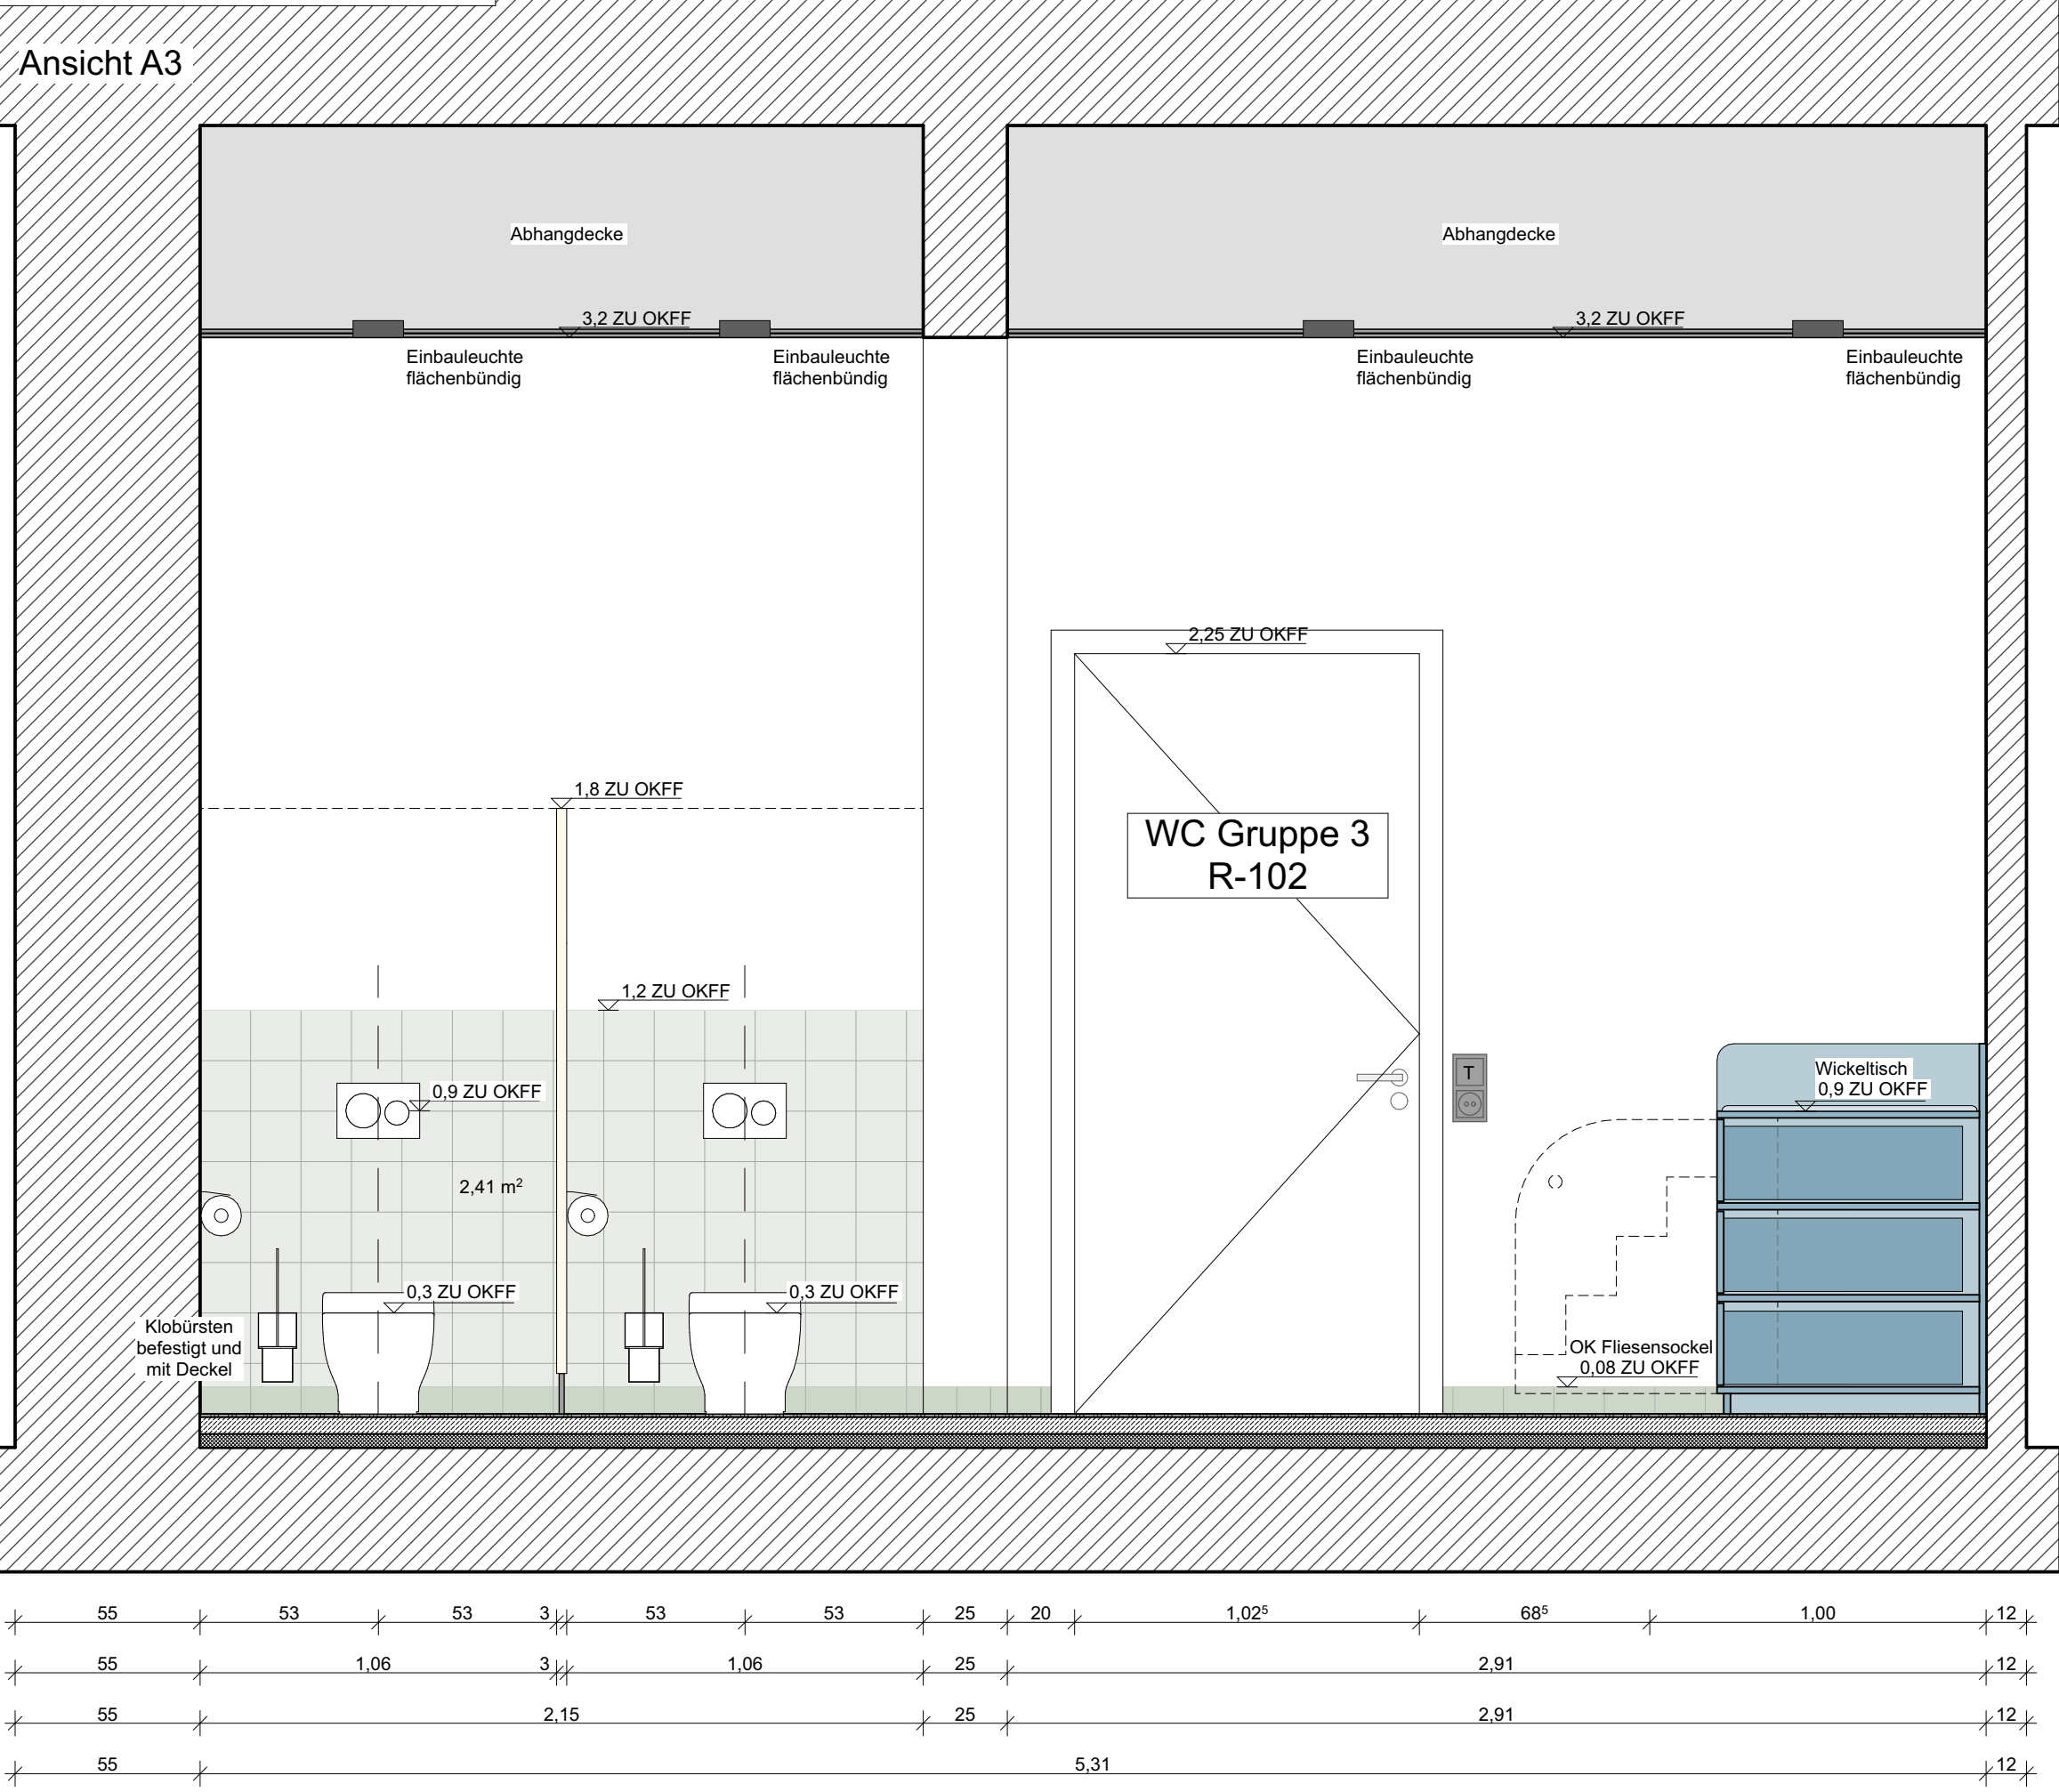 Ansicht A3
Abhangdecke
Abhangdecke
3,2 ZU OKFF
3,2 ZU OKFF
Einbauleuchte
flächenbündig
Einbauleuchte
flächenbündig
Einbauleuchte
flächenbündig
Einbauleuchte
flächenbündig
2,25 ZU OKFF
1,8 ZU OKFF
WC Gruppe 3
R-102
1,2 ZU OKFF
T
Wickeltisch
0,9 ZU OKFF
0,9 ZU OKFF
2,41 m²
0,3 ZU OKFF
0,3 ZU OKFF
Klobürsten
befestigt und
mit Deckel
OK Fliesensockel
0,08 ZU OKFF
55 53 53 3 53 53 25 20 1,02⁵ 68⁵ 1,00 12
55 1,06 3 1,06 25 2,91 12
55 2,15 25 2,91 12
55 5,31 12